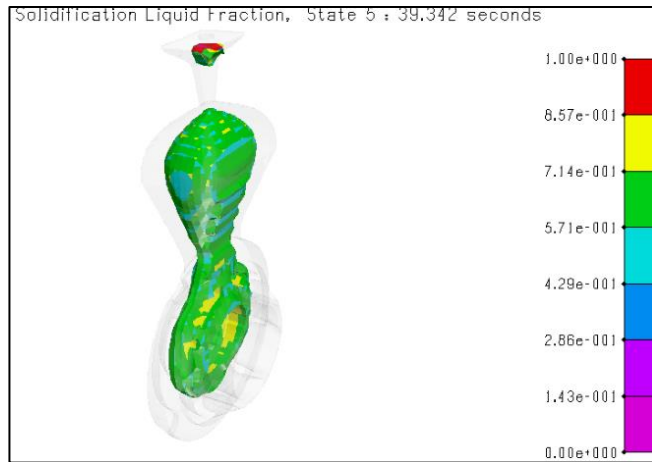 Solidification Liquid Fraction, State 5 : 39.342 seconds
1.00e+000
8.57e-001
7.14e-001
5.71e-001
4.29e-001
2.86e-001
1.43e-001
0.00e+000